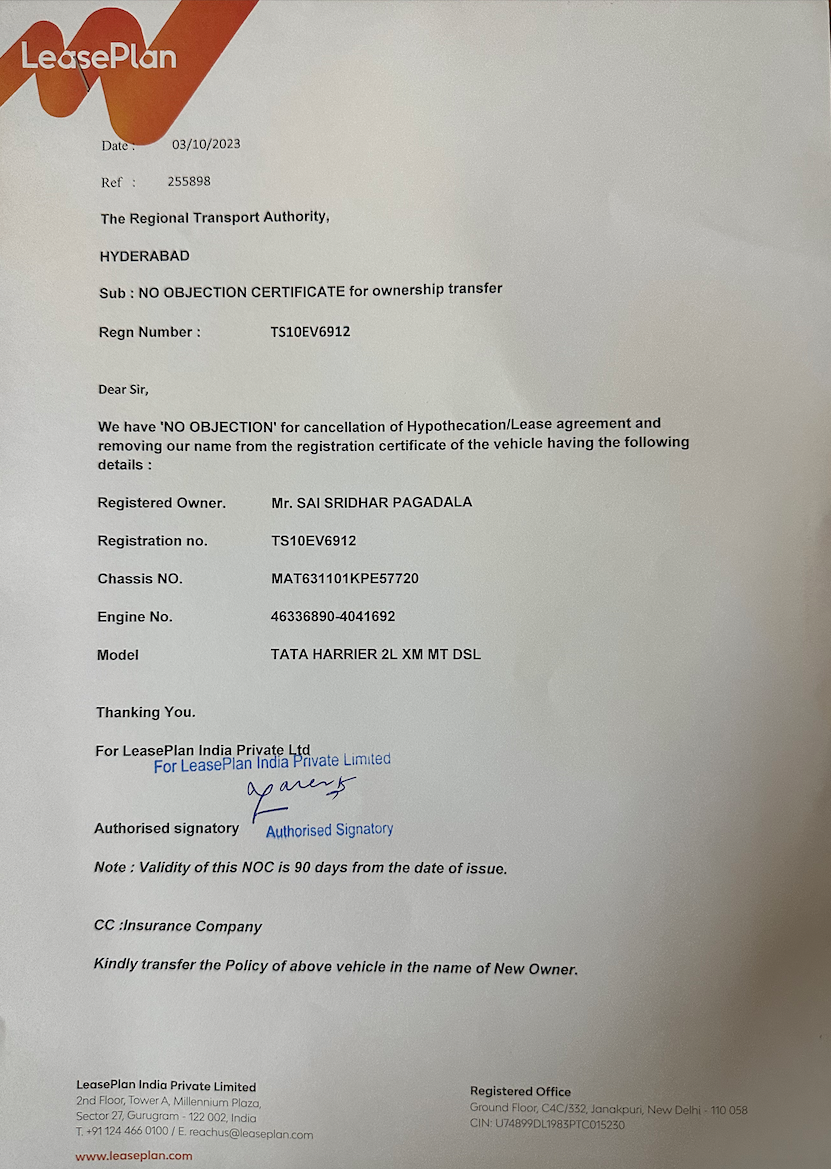 LeasePlan
Date : 03/10/2023
Ref : 255898
The Regional Transport Authority,
HYDERABAD
Sub : NO OBJECTION CERTIFICATE for ownership transfer
Regn Number : TS10EV6912
Dear Sir,
We have 'NO OBJECTION' for cancellation of Hypothecation/Lease agreement and
removing our name from the registration certificate of the vehicle having the following
details :
Registered Owner. Mr. SAI SRIDHAR PAGADALA
Registration no. TS10EV6912
Chassis NO. MAT631101KPE57720
Engine No. 46336890-4041692
Model TATA HARRIER 2L XM MT DSL
Thanking You.
For LeasePlan India Private Ltd
For LeasePlan India Private Limited
Authorised signatory
Authorised Signatory
Note : Validity of this NOC is 90 days from the date of issue.
CC :Insurance Company
Kindly transfer the Policy of above vehicle in the name of New Owner.
LeasePlan India Private Limited
2nd Floor, Tower A, Millennium Plaza,
Sector 27, Gurugram - 122 002, India
T. +91 124 466 0100 / E. reachus@leaseplan.com
www.leaseplan.com
Registered Office
Ground Floor, C4C/332, Janakpuri, New Delhi - 110 058
CIN: U74899DL1983PTC015230